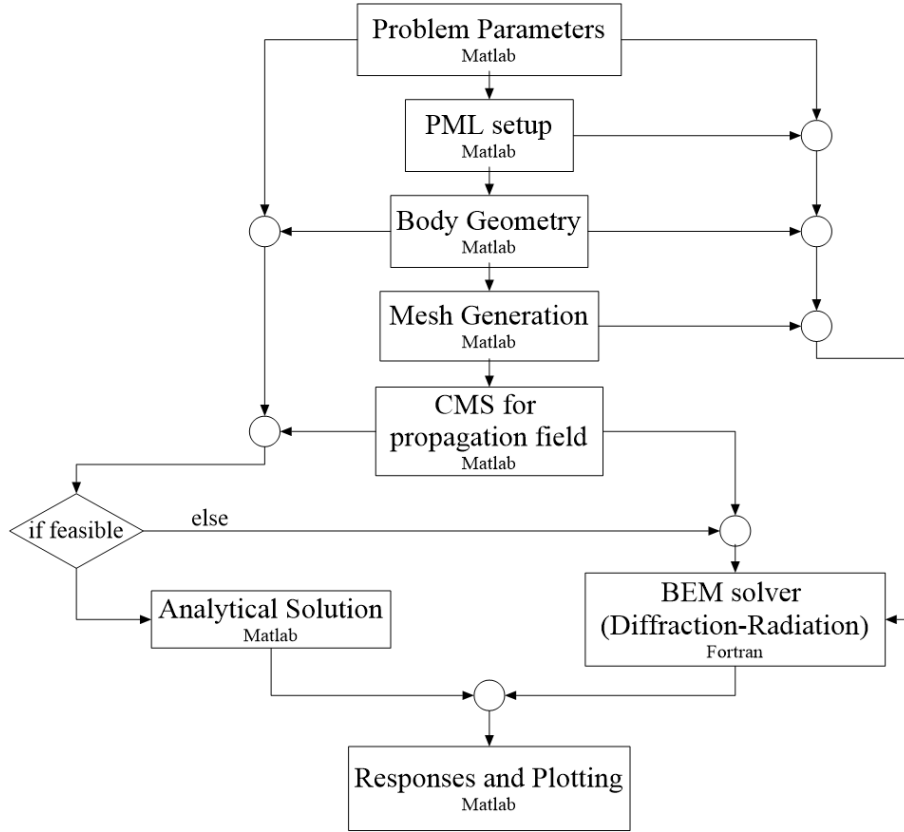 Problem Parameters
Matlab
PML setup
Matlab
Body Geometry
Matlab
Mesh Generation
Matlab
CMS for
propagation field
Matlab
if feasible
else
Analytical Solution
Matlab
BEM solver
(Diffraction-Radiation)
Fortran
Responses and Plotting
Matlab